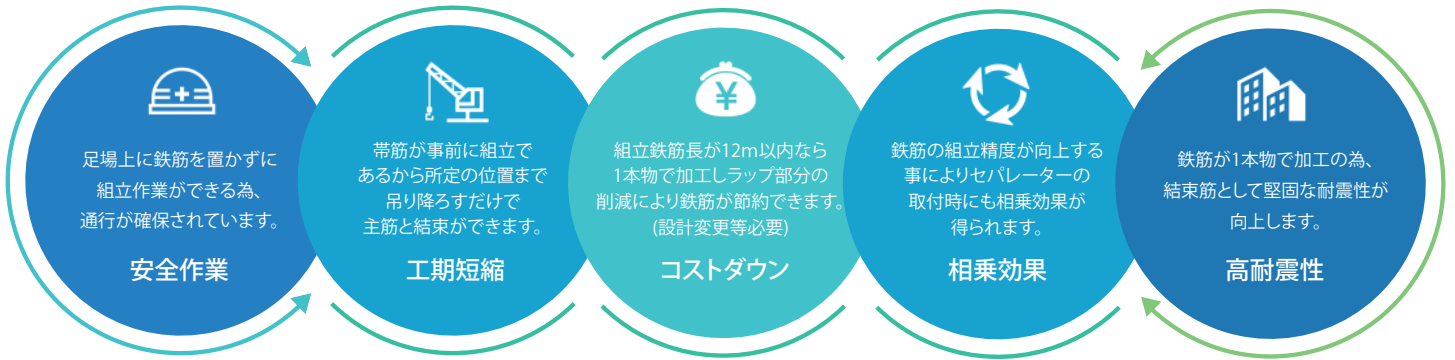 足場上に鉄筋を置かずに
組立作業ができる為、
通行が確保されています。
安全作業
帯筋が事前に組立で
あるから所定の位置まで
吊り降ろすだけで
主筋と結束ができます。
工期短縮
¥
組立鉄筋長が12m以内なら
1本物で加工しラップ部分の
削減により鉄筋が節約できます。
(設計変更等必要)
コストダウン
鉄筋の組立精度が向上する
事によりセパレーターの
取付時にも相乗効果が
得られます。
相乗効果
鉄筋が1本物で加工の為、
結束筋として堅固な耐震性が
向上します。
高耐震性